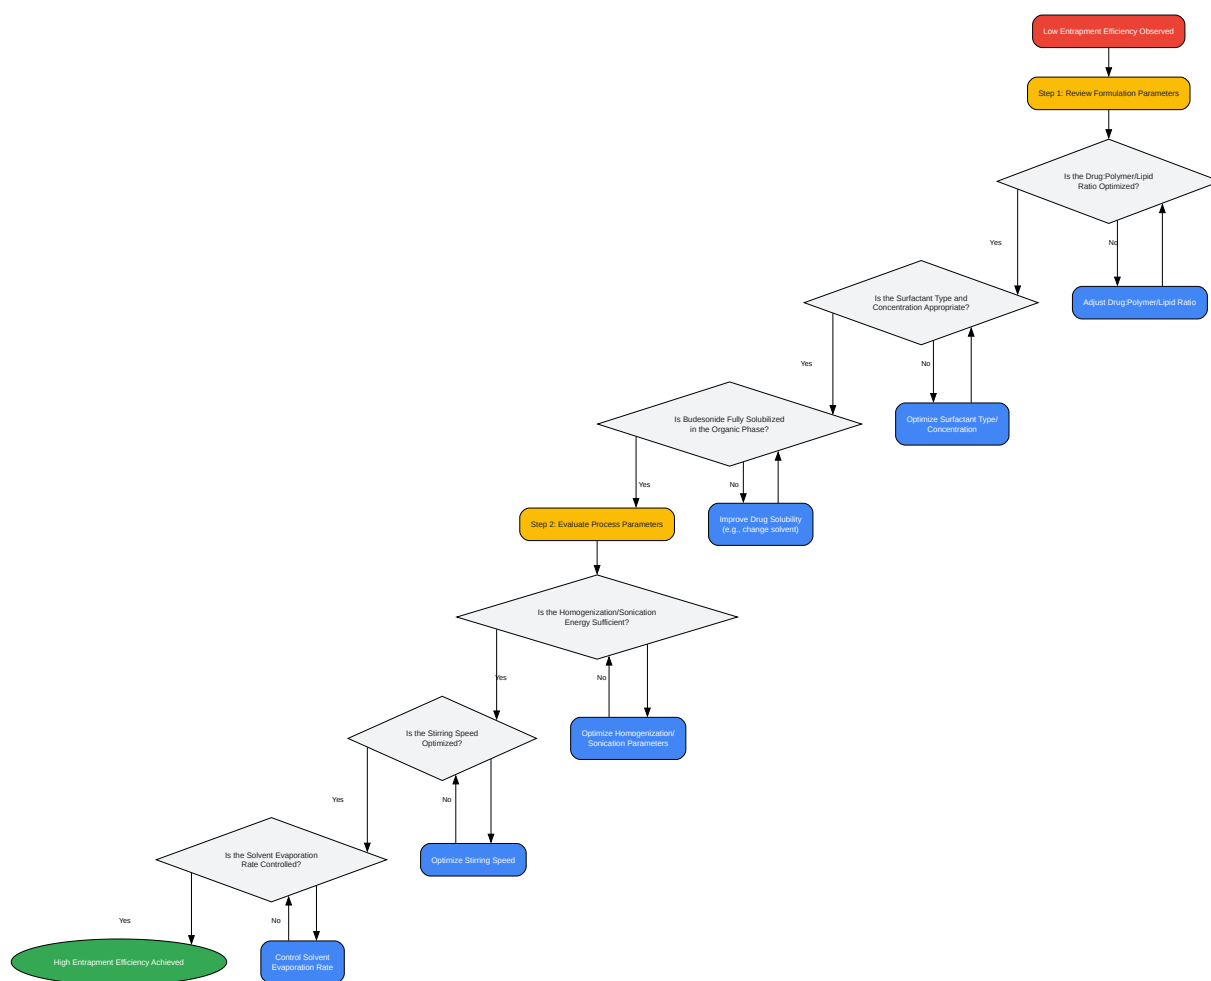 Low Entrapment Efficiency Observed
Step 1: Review Formulation Parameters
Is the Drug:Polymer/Lipid
Ratio Optimized?
Yes
No
Adjust Drug:Polymer/Lipid Ratio
Is the Surfactant Type and
Concentration Appropriate?
Yes
No
Optimize Surfactant Type/
Concentration
Is Budesonide Fully Solubilized
in the Organic Phase?
Yes
No
Improve Drug Solubility
(e.g., change solvent)
Step 2: Evaluate Process Parameters
Is the Homogenization/Sonication
Energy Sufficient?
Yes
No
Optimize Homogenization/
Sonication Parameters
Is the Stirring Speed
Optimized?
Yes
No
Optimize Stirring Speed
Is the Solvent Evaporation
Rate Controlled?
Yes
No
High Entrapment Efficiency Achieved
Control Solvent
Evaporation Rate